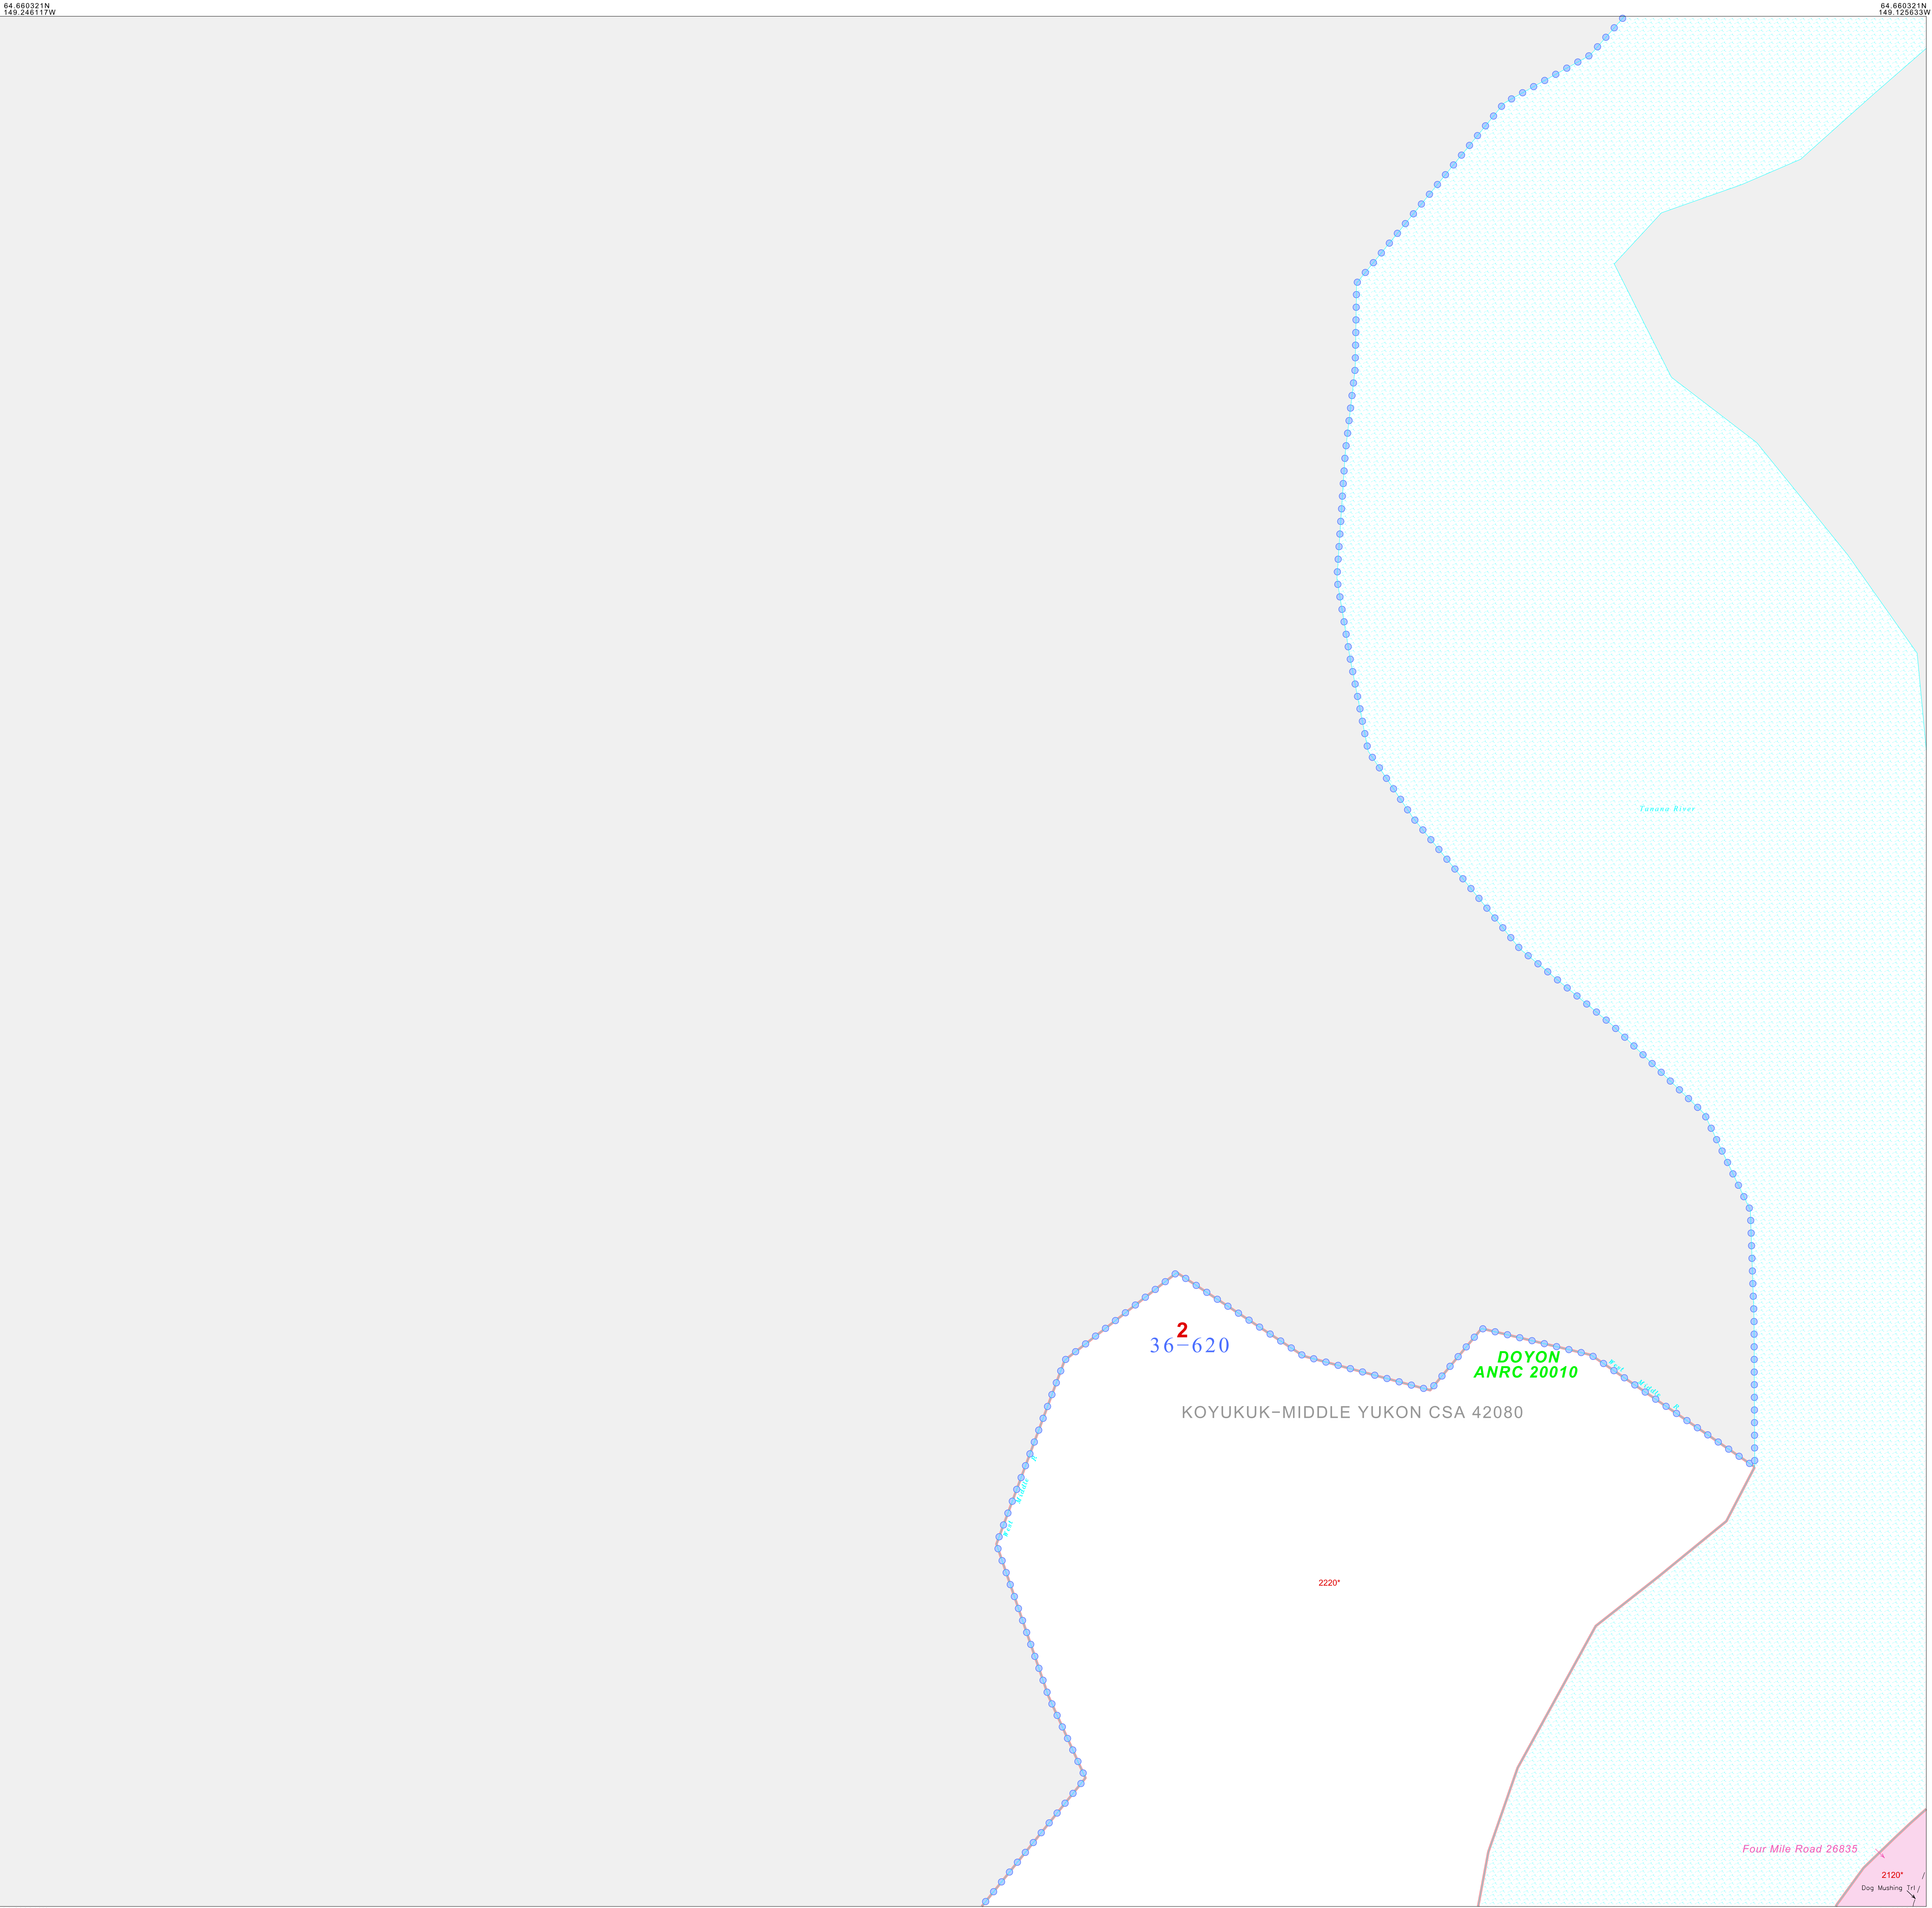 64.660321N
149.246117W
64.660321N
149.125633W
Tanana River
2
36-620
DOYON
ANRC 20010
KOYUKUK-MIDDLE YUKON CSA 42080
2220*
Four Mile Road 26835
2120*
Dog Mushing Trl